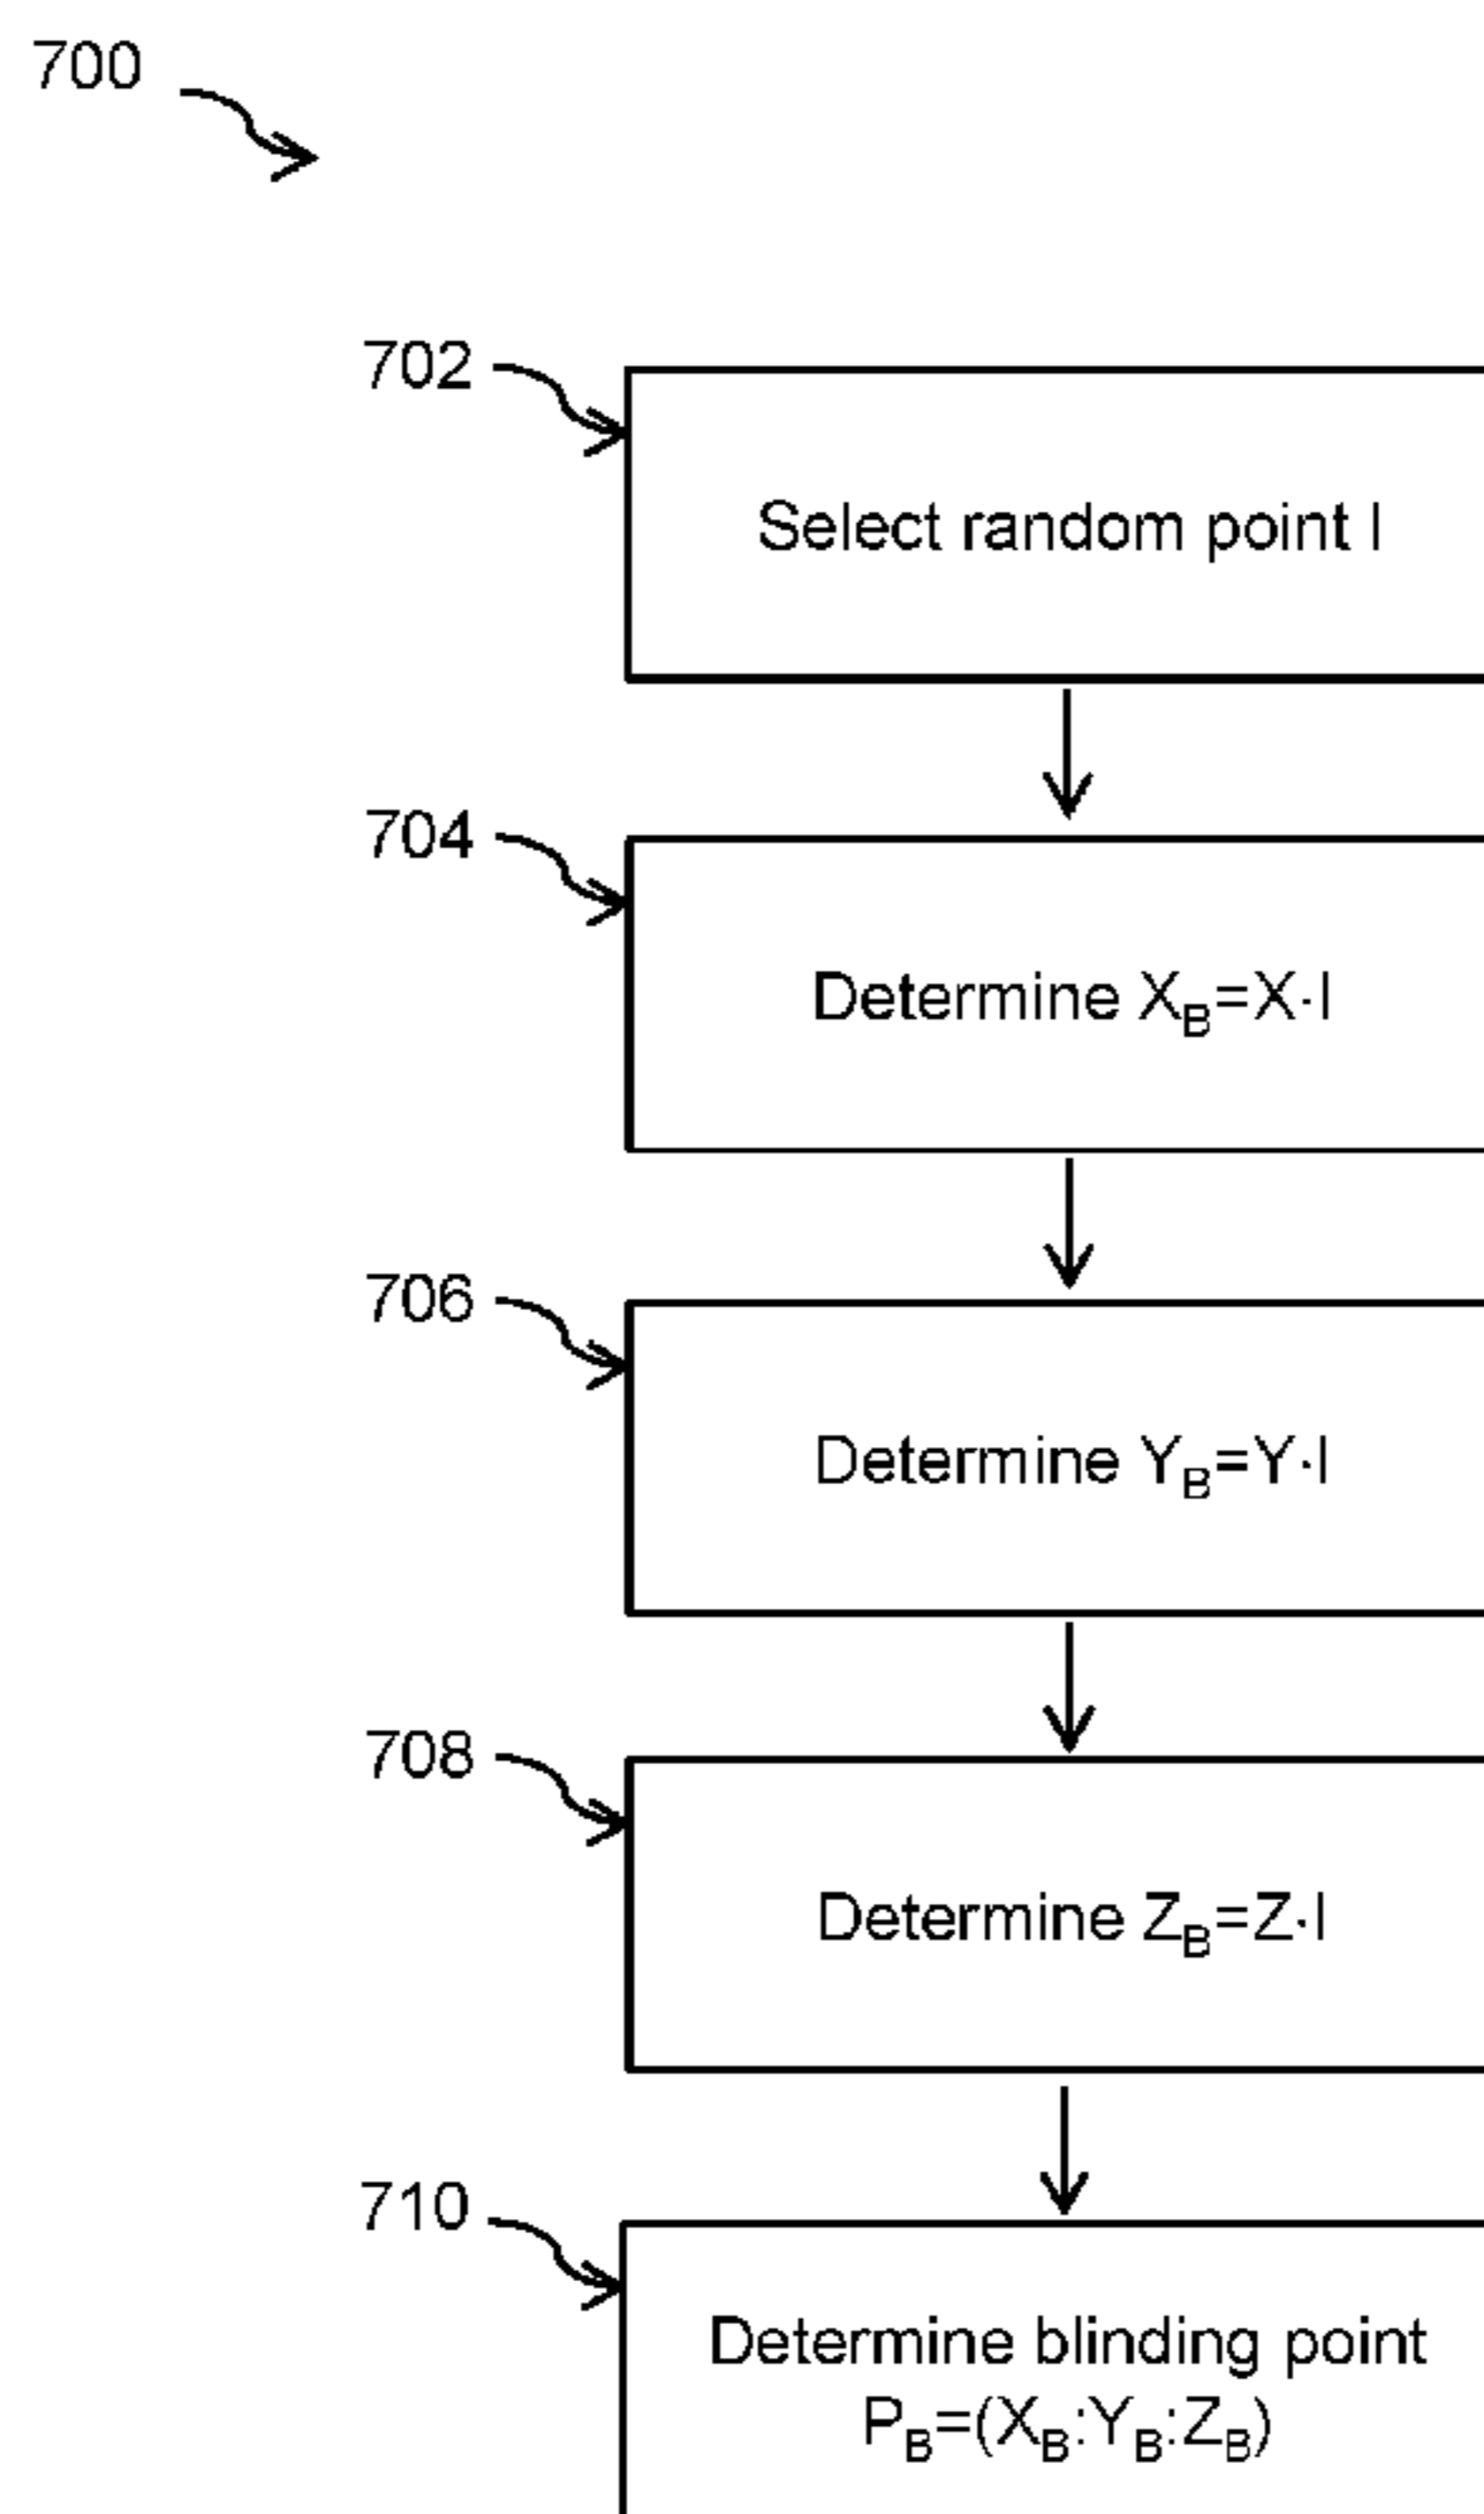 700
702
Select random point I
704
Determine X_B=X·I
706
Determine Y_B=Y·I
708
Determine Z_B=Z·I
710
Determine blinding point
P_B=(X_B:Y_B:Z_B)